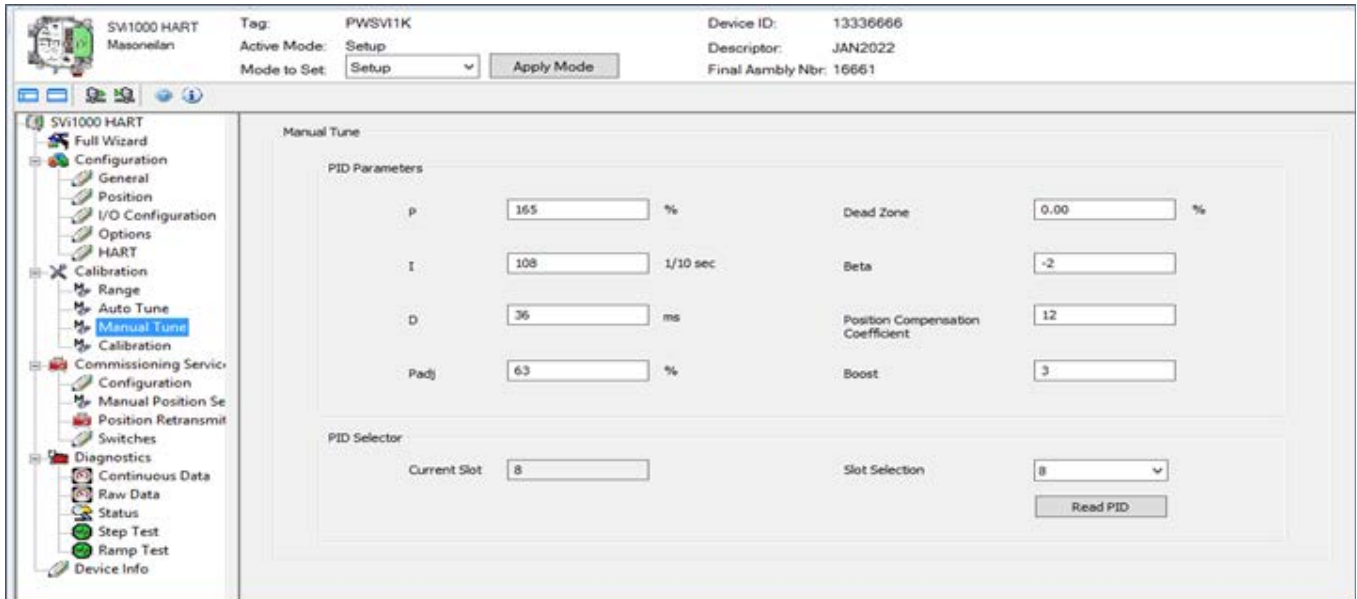 SVi1000 HART
Masoneilan
Tag: PWSVI1K
Active Mode: Setup
Mode to Set: Setup Apply Mode
Device ID: 13336666
Descriptor: JAN2022
Final Asmbly Nbr: 16661
SVi1000 HART
Full Wizard
Configuration
General
Position
I/O Configuration
Options
HART
Calibration
Range
Auto Tune
Manual Tune
Calibration
Commissioning Servic
Configuration
Manual Position Se
Position Retransmit
Switches
Diagnostics
Continuous Data
Raw Data
Status
Step Test
Ramp Test
Device Info
Manual Tune
PID Parameters
P 165 % Dead Zone 0.00 %
I 108 1/10 sec Beta -2
D 36 ms Position Compensation
Coefficient 12
Padj 63 % Boost 3
PID Selector
Current Slot 8 Slot Selection 8
Read PID